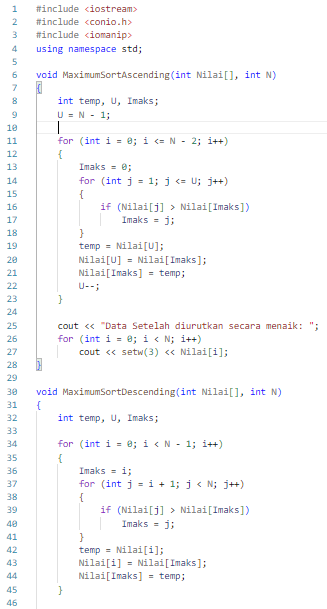 1 #include <iostream>
2 #include <conio.h>
3 #include <iomanip>
4 using namespace std;
5
6 void MaximumSortAscending(int Nilai[], int N)
7 {
8 int temp, U, Imaks;
9 U = N - 1;
10
11 for (int i = 0; i <= N - 2; i++)
12 {
13 Imaks = 0;
14 for (int j = 1; j <= U; j++)
15 {
16 if (Nilai[j] > Nilai[Imaks])
17 Imaks = j;
18 }
19 temp = Nilai[U];
20 Nilai[U] = Nilai[Imaks];
21 Nilai[Imaks] = temp;
22 U--;
23 }
24
25 cout << "Data Setelah diurutkan secara menaik: ";
26 for (int i = 0; i < N; i++)
27 cout << setw(3) << Nilai[i];
28 }
29
30 void MaximumSortDescending(int Nilai[], int N)
31 {
32 int temp, U, Imaks;
33
34 for (int i = 0; i < N - 1; i++)
35 {
36 Imaks = i;
37 for (int j = i + 1; j < N; j++)
38 {
39 if (Nilai[j] > Nilai[Imaks])
40 Imaks = j;
41 }
42 temp = Nilai[i];
43 Nilai[i] = Nilai[Imaks];
44 Nilai[Imaks] = temp;
45 }
46